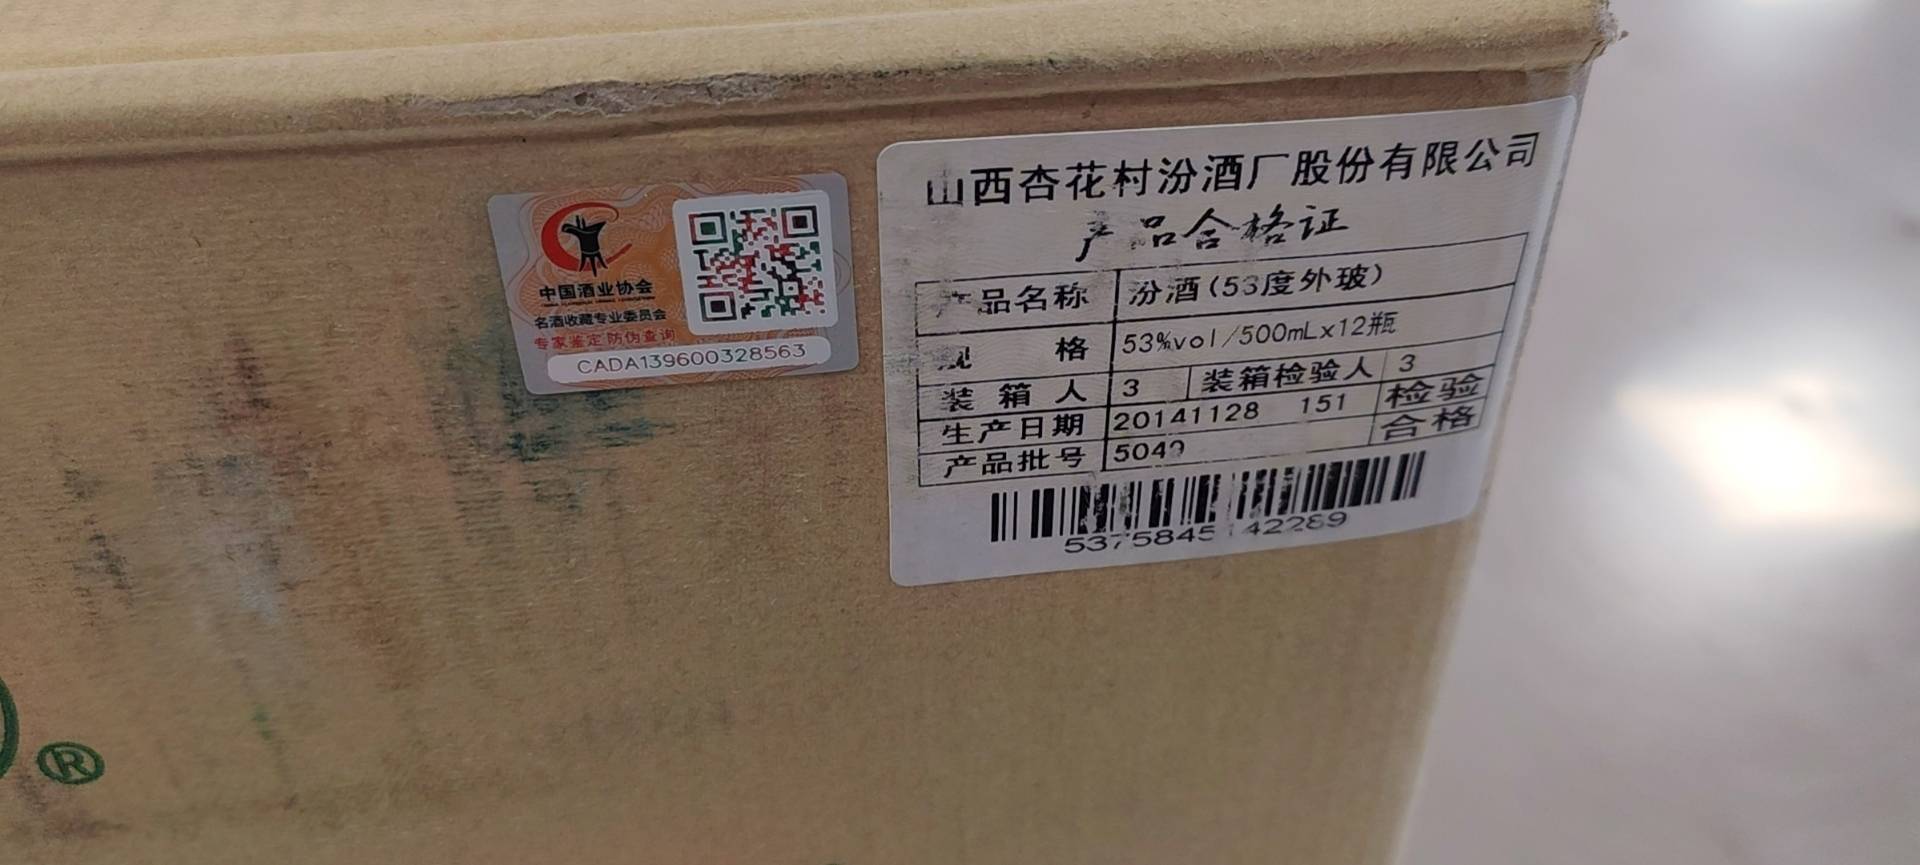 中国酒业协会
名酒收藏专业委员会
专家鉴定 防伪查询
CADA139600328563
山西杏花村汾酒厂股份有限公司
产品合格证
产品名称 汾酒(53度外玻)
规 格 53%vol/500mLx12瓶
装 箱 人 3 装箱检验人 3
生产日期 20141128 151 检验
产品批号 5049 合格
®